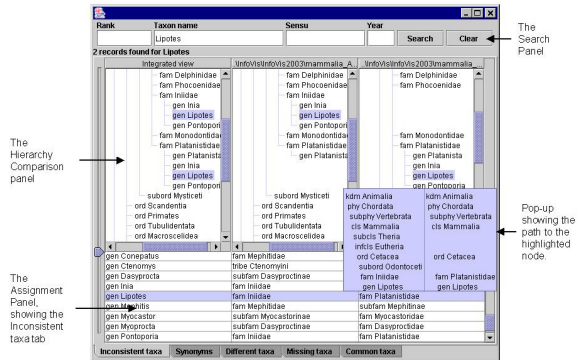 Rank Taxon name Sensu Year
Lipotes Search Clear
2 records found for Lipotes
Integrated view .\InfoVis\InfoVis2003\mammalia_A... .\InfoVis\InfoVis2003\mammalia_...
fam Delphinidae fam Delphinidae fam Delphinidae
fam Phocoenidae fam Phocoenidae fam Phocoenidae
fam Iniidae fam Iniidae
gen Inia gen Inia
gen Lipotes gen Lipotes
gen Pontopori gen Pontopori
fam Monodontidae fam Monodontidae fam Monodontidae
fam Platanistidae fam Platanistidae fam Platanistidae
gen Platanista gen Platanista gen Platanista
gen Inia gen Inia
gen Lipotes gen Lipotes
gen Pontopori gen Pontoporia
subord Mysticeti subord Mysticeti
ord Scandentia ord Scandentia
ord Primates ord Primates
ord Tubulidentata ord Tubulidentata
ord Macroscelidea ord Macroscelidea
kdm Animalia kdm Animalia
phy Chordata phy Chordata
subphy Vertebrata subphy Vertebrata
cls Mammalia cls Mammalia
subcls Theria
infcls Eutheria
ord Cetacea ord Cetacea
subord Odontoceti
fam Iniidae fam Platanistidae
gen Lipotes gen Lipotes
gen Conepatus fam Mephitidae
gen Ctenomys tribe Ctenomyini
gen Dasyprocta subfam Dasyproctinae
gen Inia fam Iniidae
gen Lipotes fam Iniidae fam Platanistidae
gen Mephitis fam Mephitidae subfam Mephitinae
gen Myocastor subfam Myocastorinae fam Myocastoridae
gen Myoprocta subfam Dasyproctinae fam Dasyproctidae
gen Pontoporia fam Iniidae fam Platanistidae
Inconsistent taxa Synonyms Different taxa Missing taxa Common taxa
The
Search
Panel
The
Hierarchy
Comparison
panel
Pop-up
showing the
path to the
highlighted
node.
The
Assignment
Panel,
showing the
Inconsistent
taxa tab